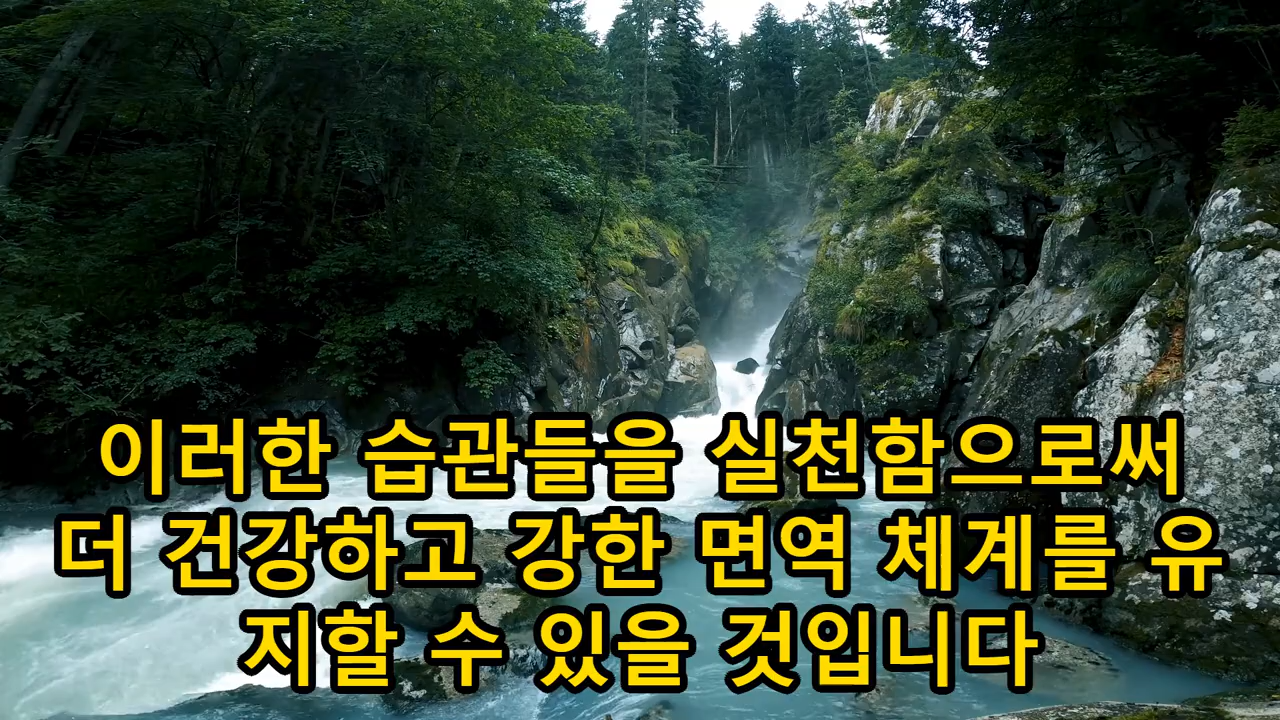 이러한 습관들을 실천함으로써
더 건강하고 강한 면역 체계를 유
지할 수 있을 것입니다